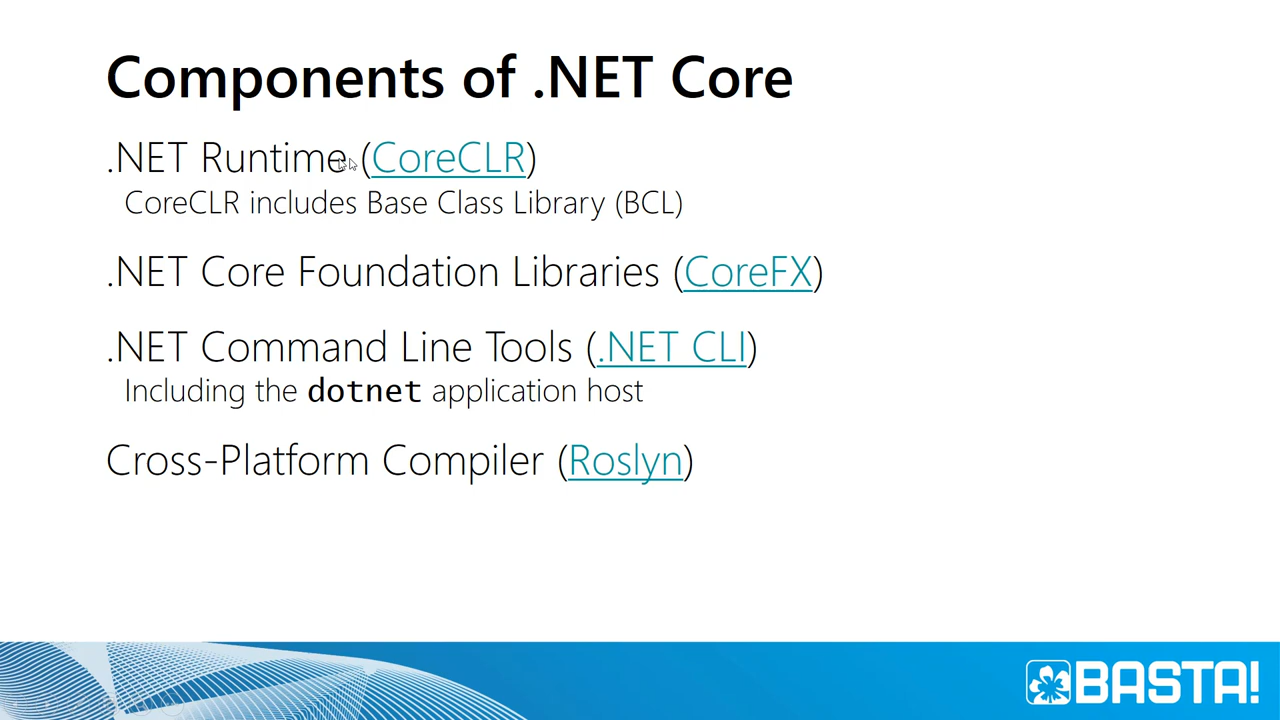 Components of .NET Core
.NET Runtime (CoreCLR)
CoreCLR includes Base Class Library (BCL)
.NET Core Foundation Libraries (CoreFX)
.NET Command Line Tools (.NET CLI)
Including the dotnet application host
Cross-Platform Compiler (Roslyn)
BASTA!